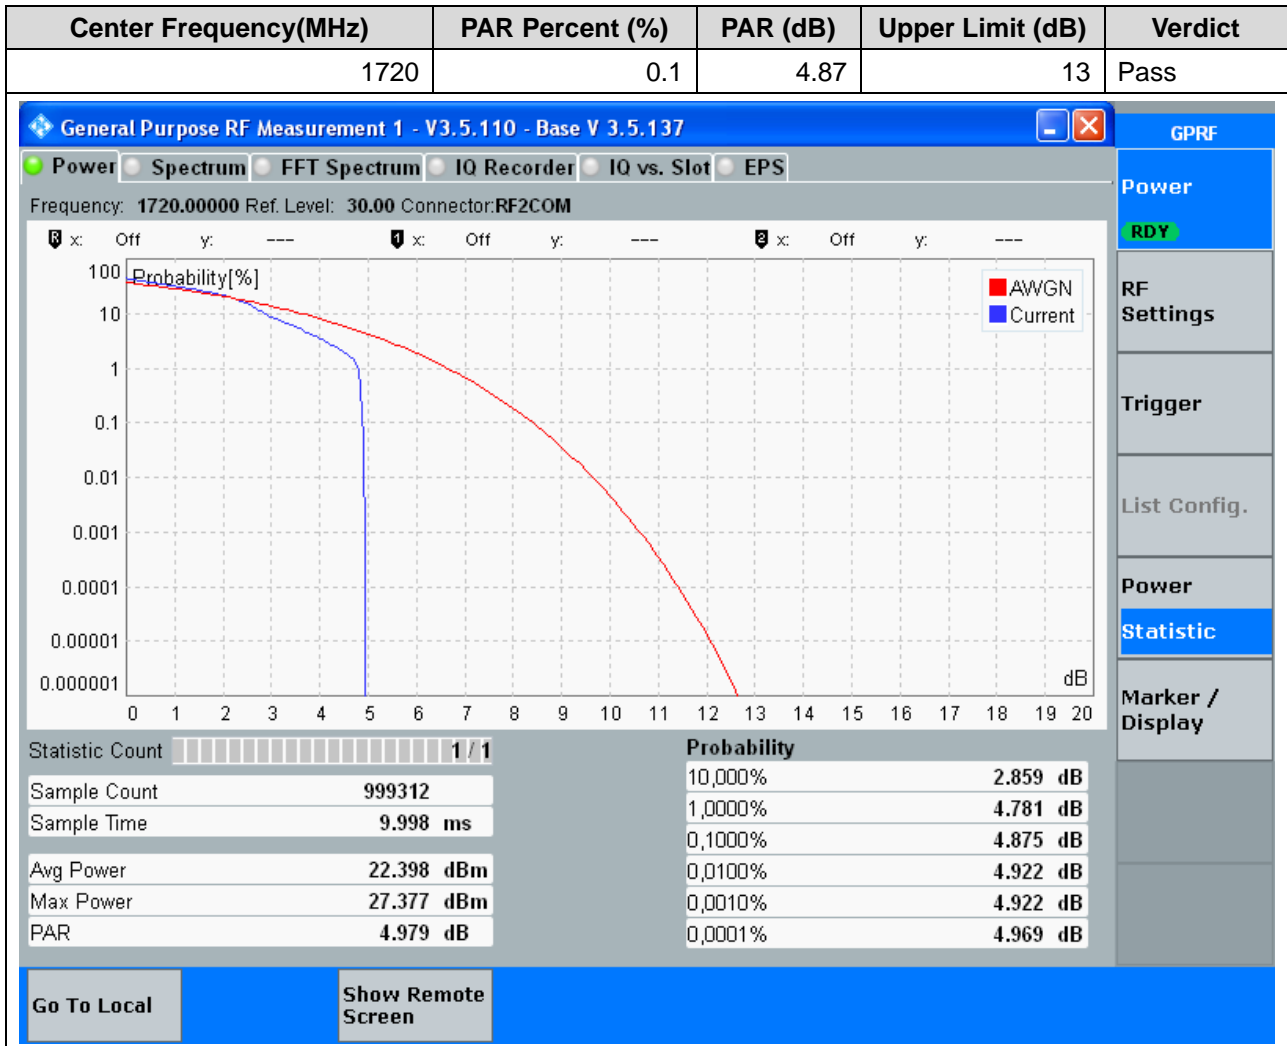 Center Frequency(MHz) PAR Percent (%) PAR (dB) Upper Limit (dB) Verdict
1720 0.1 4.87 13 Pass
General Purpose RF Measurement 1 - V3.5.110 - Base V 3.5.137
GPRF
Power Spectrum FFT Spectrum IQ Recorder IQ vs. Slot EPS
Frequency: 1720.00000 Ref. Level: 30.00 Connector:RF2COM
R x: Off y: --- 1 x: Off y: --- 2 x: Off y: ---
Probability[%]
AWGN
Current
100
10
1
0.1
0.01
0.001
0.0001
0.00001
0.000001
dB
0 1 2 3 4 5 6 7 8 9 10 11 12 13 14 15 16 17 18 19 20
Statistic Count 1 / 1
Sample Count 999312
Sample Time 9.998 ms
Avg Power 22.398 dBm
Max Power 27.377 dBm
PAR 4.979 dB
Probability
10,000% 2.859 dB
1,0000% 4.781 dB
0,1000% 4.875 dB
0,0100% 4.922 dB
0,0010% 4.922 dB
0,0001% 4.969 dB
Power
RDY
RF
Settings
Trigger
List Config.
Power
Statistic
Marker /
Display
Go To Local
Show Remote
Screen